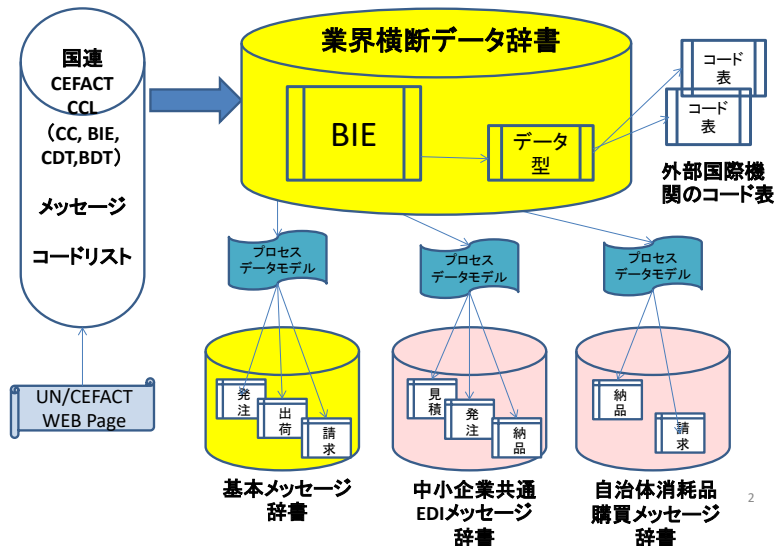 業界横断データ辞書
国連
CEFACT
CCL
（CC, BIE,
CDT,BDT）
メッセージ
コードリスト
BIE
データ
型
コード
表
コード
表
外部国際機
関のコード表
プロセス
データモデル
プロセス
データモデル
プロセス
データモデル
UN/CEFACT
WEB Page
発
注
出
荷
請
求
見
積
発
注
納
品
納
品
請
求
基本メッセージ
辞書
中小企業共通
EDIメッセージ
辞書
自治体消耗品
購買メッセージ
辞書
2